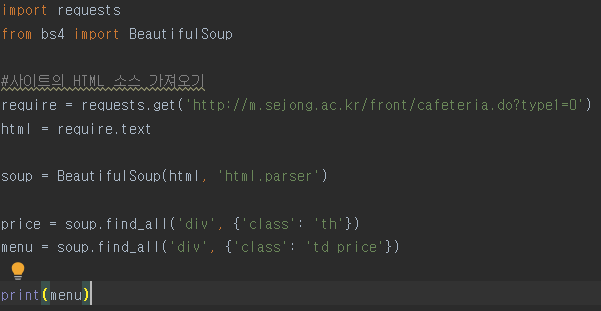 import requests
from bs4 import BeautifulSoup
#사이트의 HTML 소스 가져오기
require = requests.get('http://m.sejong.ac.kr/front/cafeteria.do?type1=0')
html = require.text
soup = BeautifulSoup(html, 'html.parser')
price = soup.find_all('div', {'class': 'th'})
menu = soup.find_all('div', {'class': 'td price'})
print(menu)